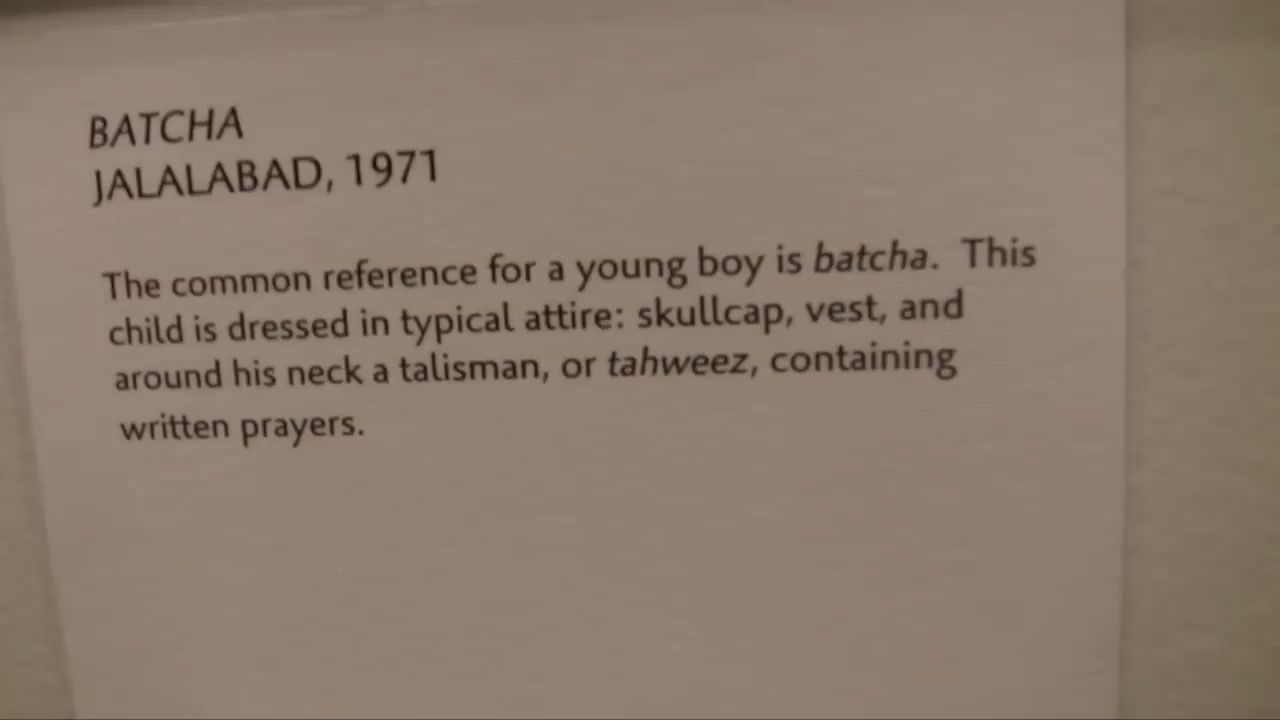 BATCHA
JALALABAD, 1971
The common reference for a young boy is batcha. This
child is dressed in typical attire: skullcap, vest, and
around his neck a talisman, or tahweez, containing
written prayers.